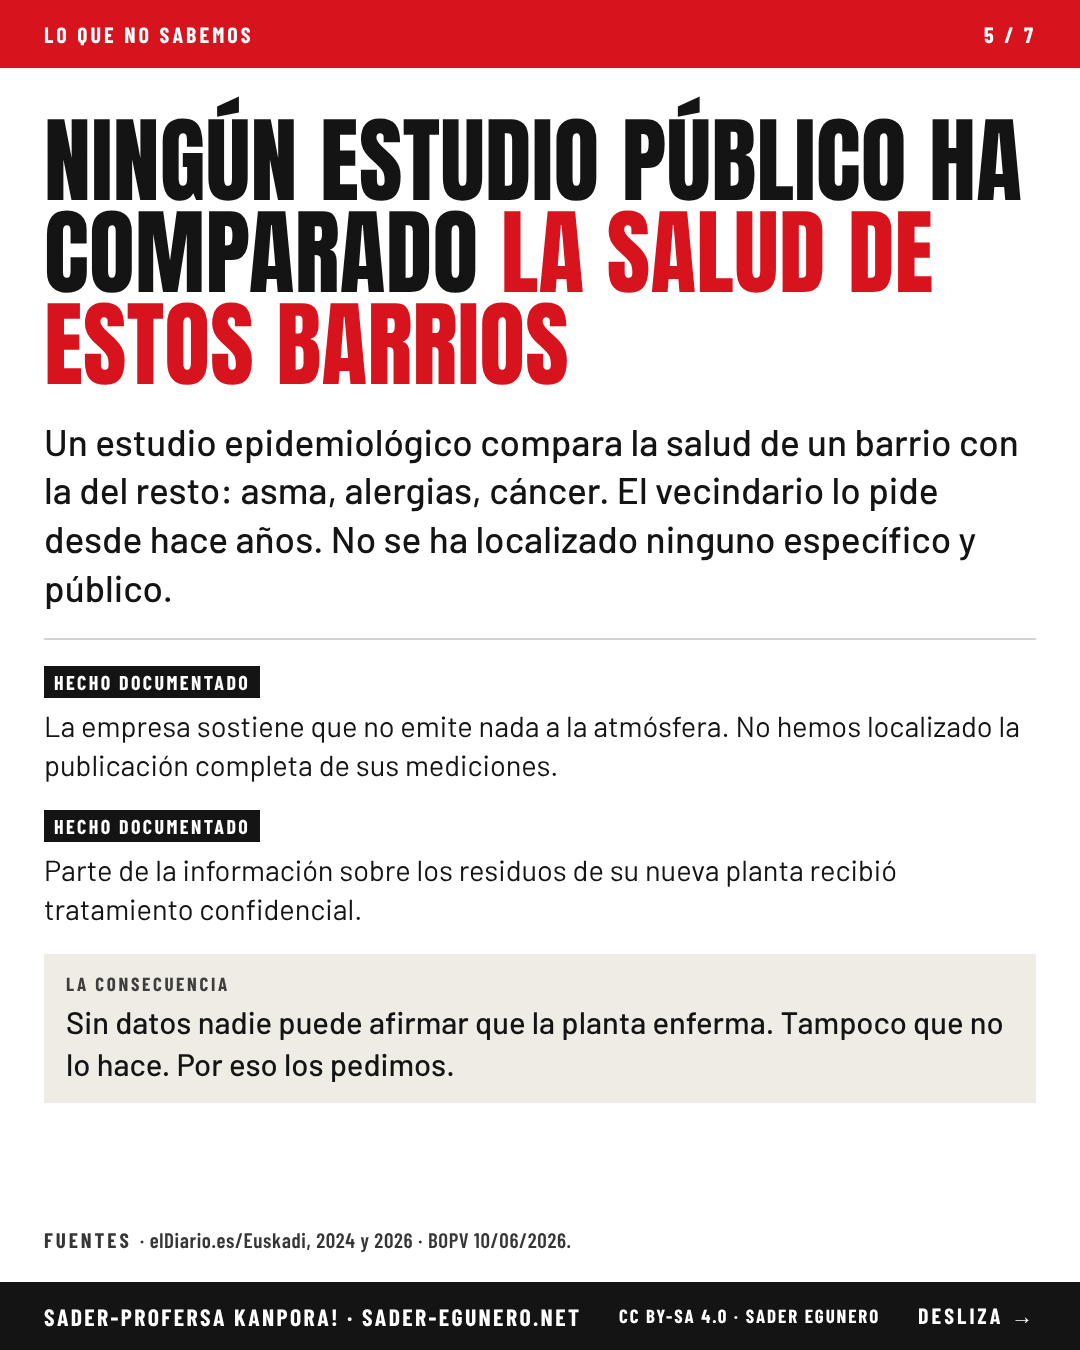 LO QUE NO SABEMOS
5 / 7
NINGÚN ESTUDIO PÚBLICO HA
COMPARADO LA SALUD DE
ESTOS BARRIOS
Un estudio epidemiológico compara la salud de un barrio con
la del resto: asma, alergias, cáncer. El vecindario lo pide
desde hace años. No se ha localizado ninguno específico y
público.
HECHO DOCUMENTADO
La empresa sostiene que no emite nada a la atmósfera. No hemos localizado la
publicación completa de sus mediciones.
HECHO DOCUMENTADO
Parte de la información sobre los residuos de su nueva planta recibió
tratamiento confidencial.
LA CONSECUENCIA
Sin datos nadie puede afirmar que la planta enferma. Tampoco que no
lo hace. Por eso los pedimos.
FUENTES · elDiario.es/Euskadi, 2024 y 2026 · BOPV 10/06/2026.
SADER-PROFERSA KANPORA! · SADER-EGUNERO.NET
CC BY-SA 4.0 · SADER EGUNERO
DESLIZA →